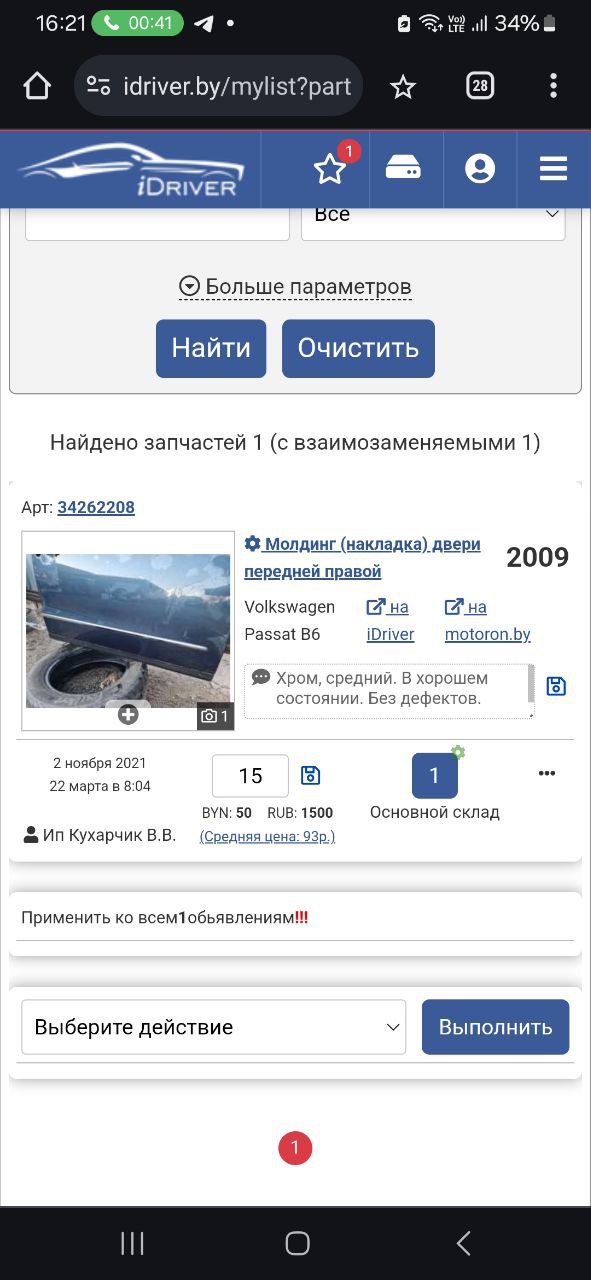 16:21 00:41 Vo)) LTE 34%
idriver.by/mylist?part 28
iDRIVER 1
Все
Больше параметров
Найти Очистить
Найдено запчастей 1 (с взаимозаменяемыми 1)
Арт: 34262208
Молдинг (накладка) двери
передней правой
2009
Volkswagen
Passat B6
на
iDriver
на
motoron.by
Хром, средний. В хорошем
состоянии. Без дефектов.
1
2 ноября 2021
22 марта в 8:04
Ип Кухарчик В.В.
15
BYN: 50 RUB: 1500
(Средняя цена: 93р.)
1
Основной склад
Применить ко всем1обьявлениям!!!
Выберите действие
Выполнить
1